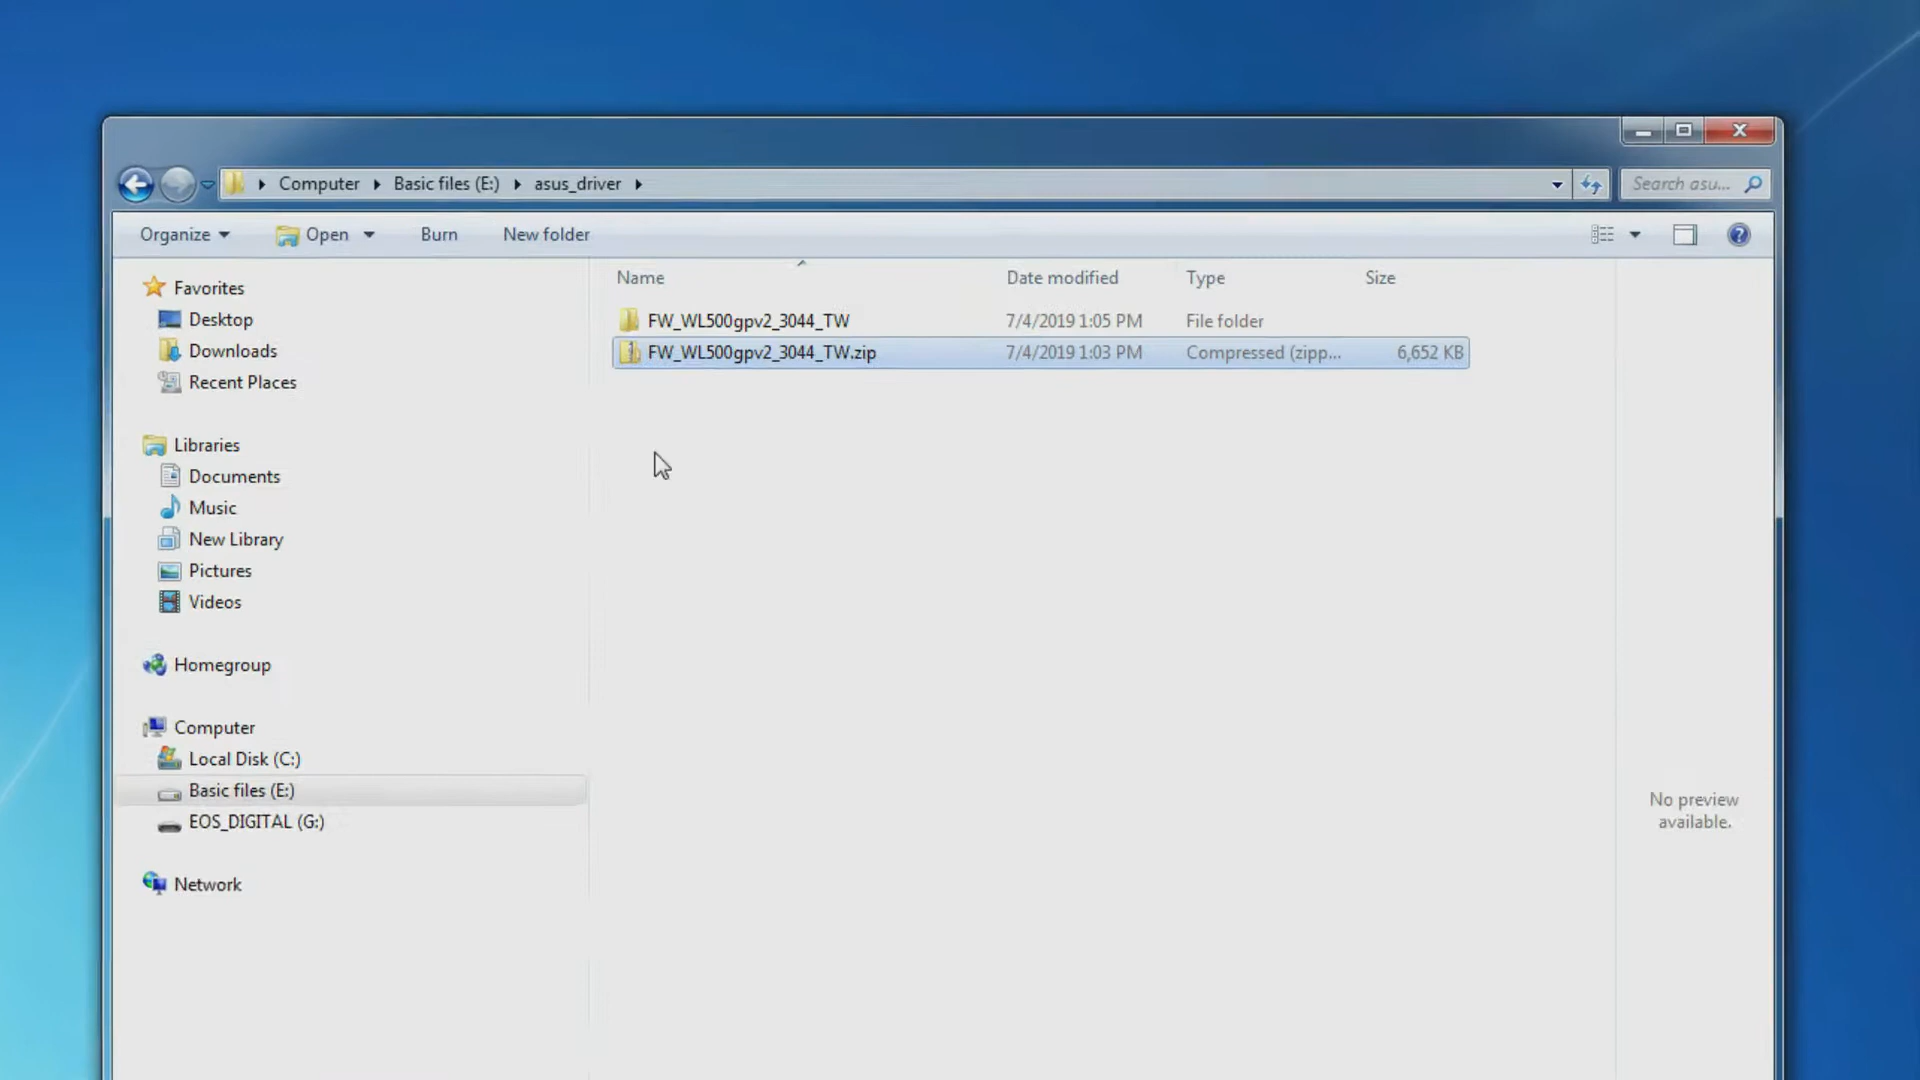 Computer Basic files (E:) asus_driver
Search asu...
Organize Open Burn New folder
Name Date modified Type Size
FW_WL500gpv2_3044_TW 7/4/2019 1:05 PM File folder
FW_WL500gpv2_3044_TW.zip 7/4/2019 1:03 PM Compressed (zipp... 6,652 KB
Favorites
Desktop
Downloads
Recent Places
Libraries
Documents
Music
New Library
Pictures
Videos
Homegroup
Computer
Local Disk (C:)
Basic files (E:)
EOS_DIGITAL (G:)
Network
No preview
available.